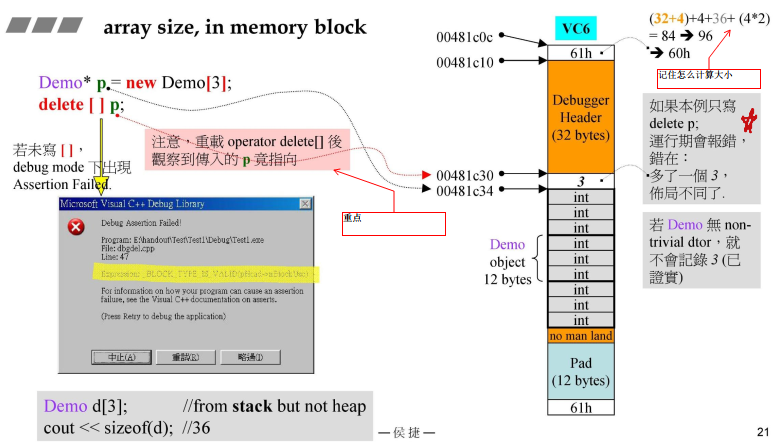 array size, in memory block
Demo* p = new Demo[3];
delete [ ] p;
若未寫 [ ]，
debug mode 下出現
Assertion Failed.
注意，重載 operator delete[] 後
觀察到傳入的 p 竟指向
重点
Microsoft Visual C++ Debug Library
Debug Assertion Failed!
Program: E:\handout\Test\Test1\Debug\Test1.exe
File: dbgdel.cpp
Line: 47
Expression: _BLOCK_TYPE_IS_VALID(pHead->nBlockUse)
For information on how your program can cause an assertion
failure, see the Visual C++ documentation on asserts.
(Press Retry to debug the application)
中止(A)
重試(R)
略過(I)
Demo d[3]; //from stack but not heap
cout << sizeof(d); //36
VC6
00481c0c
00481c10
00481c30
00481c34
61h
Debugger
Header
(32 bytes)
3
int
int
int
int
int
int
int
int
int
no man land
Pad
(12 bytes)
61h
Demo
object
12 bytes
(32+4)+4+36+ (4*2)
= 84 ➔ 96
➔ 60h
记住怎么计算大小
如果本例只寫
delete p;
運行期會報錯，
錯在：
多了一個 3，
佈局不同了.
若 Demo 無 non-
trivial dtor，就
不會記錄 3 (已
證實)
— 侯捷 —
21